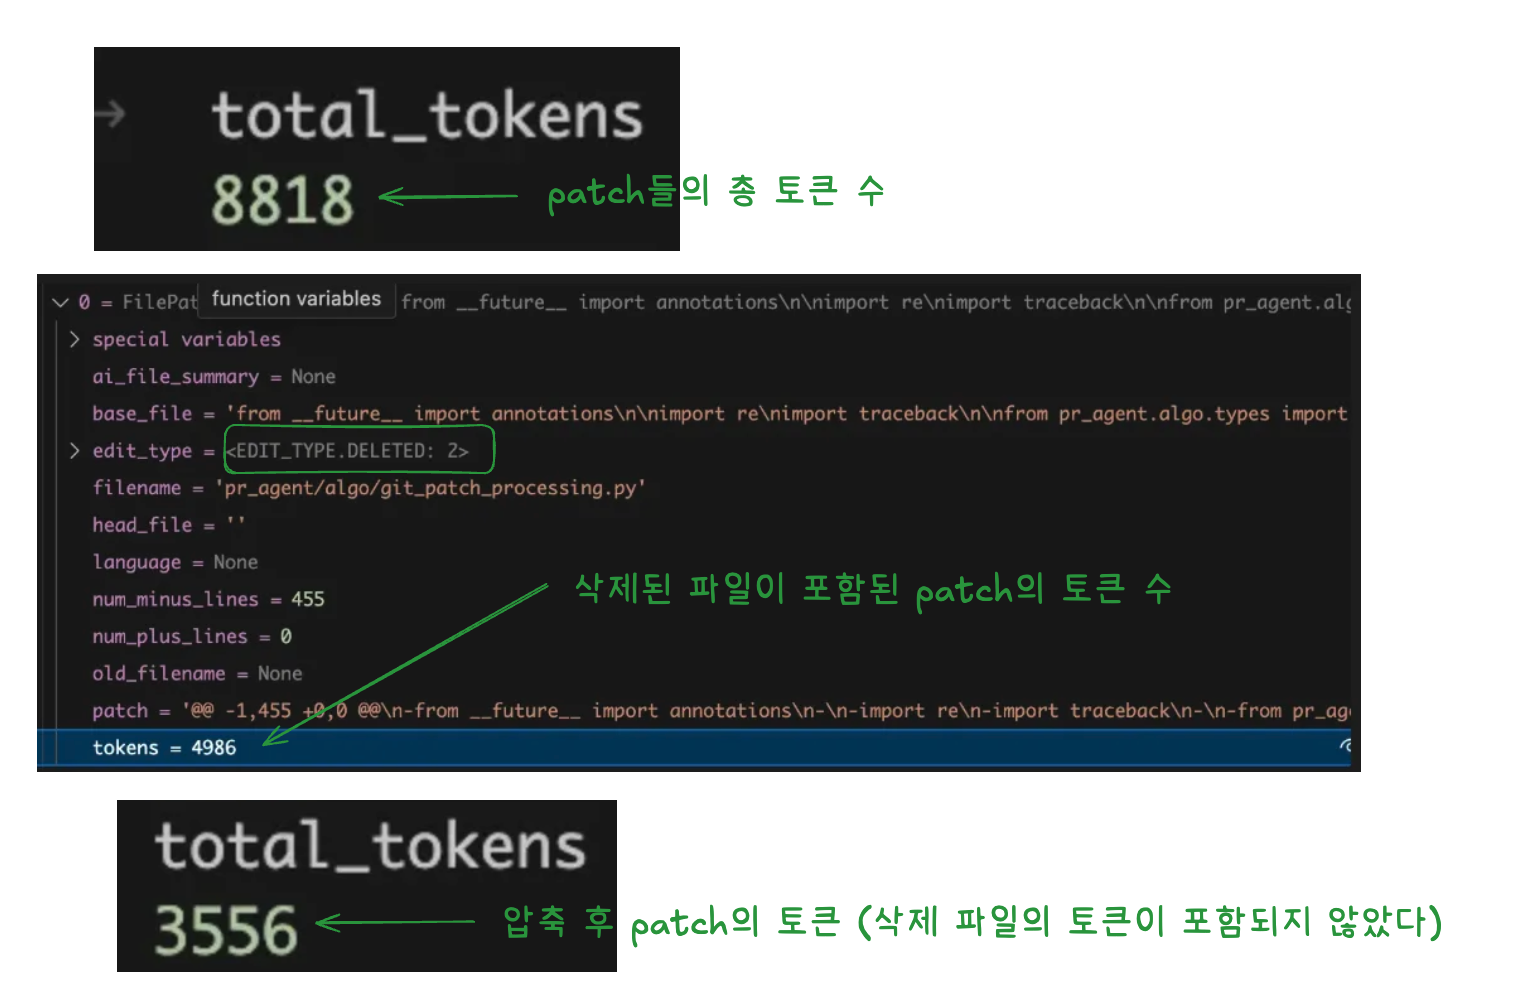 → total_tokens
8818
patch들의 총 토큰 수
0 = FilePat function variables from __future__ import annotations\n\nimport re\nimport traceback\n\nfrom pr_agent.alg
special variables
ai_file_summary = None
base_file = 'from __future__ import annotations\n\nimport re\nimport traceback\n\nfrom pr_agent.algo.types import
edit_type = <EDIT_TYPE.DELETED: 2>
filename = 'pr_agent/algo/git_patch_processing.py'
head_file = ''
language = None
삭제된 파일이 포함된 patch의 토큰 수
num_minus_lines = 455
num_plus_lines = 0
old_filename = None
patch = '@@ -1,455 +0,0 @@\n-from __future__ import annotations\n-\n-import re\n-import traceback\n-\n-from pr_ag
tokens = 4986
total_tokens
3556
압축 후 patch의 토큰 (삭제 파일의 토큰이 포함되지 않았다)